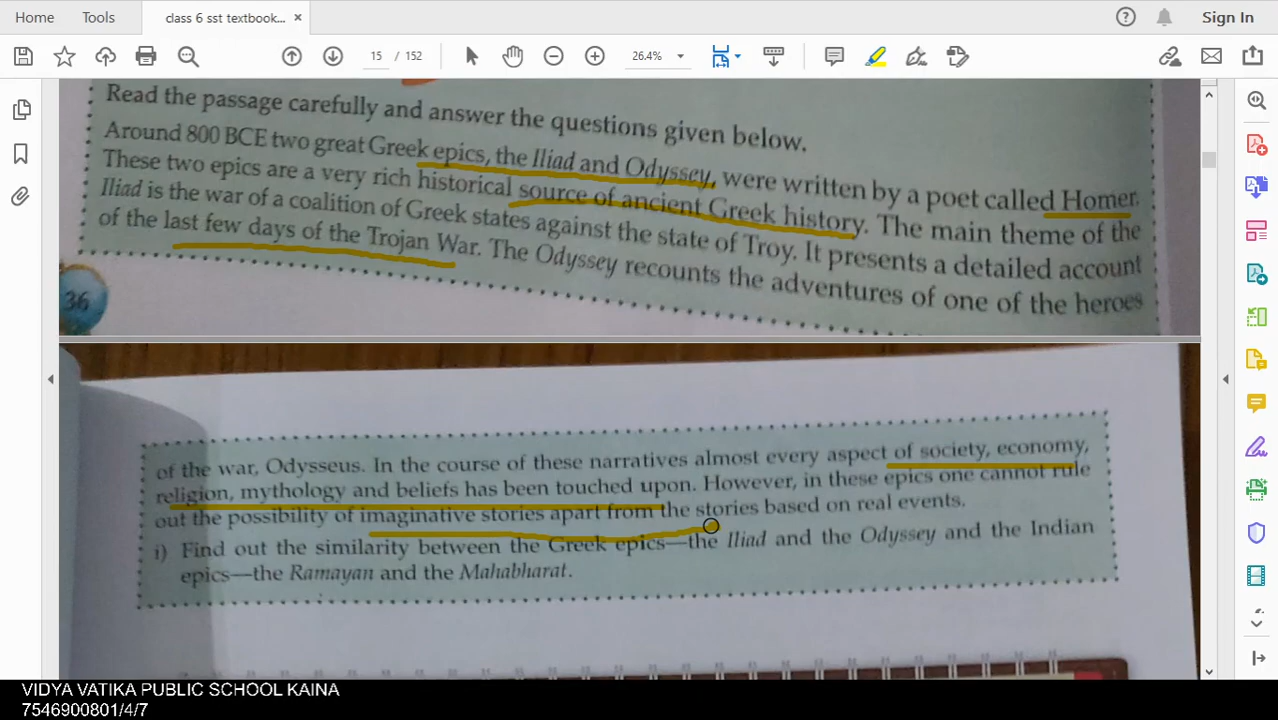 Home Tools class 6 sst textbook... × Sign In
15 / 152 26.4%
Read the passage carefully and answer the questions given below.
Around 800 BCE two great Greek epics, the Iliad and Odyssey, were written by a poet called Homer.
These two epics are a very rich historical source of ancient Greek history. The main theme of the
Iliad is the war of a coalition of Greek states against the state of Troy. It presents a detailed account
of the last few days of the Trojan War. The Odyssey recounts the adventures of one of the heroes
36
of the war, Odysseus. In the course of these narratives almost every aspect of society, economy,
religion, mythology and beliefs has been touched upon. However, in these epics one cannot rule
out the possibility of imaginative stories apart from the stories based on real events.
i) Find out the similarity between the Greek epics—the Iliad and the Odyssey and the Indian
epics—the Ramayan and the Mahabharat.
VIDYA VATIKA PUBLIC SCHOOL KAINA
7546900801/4/7